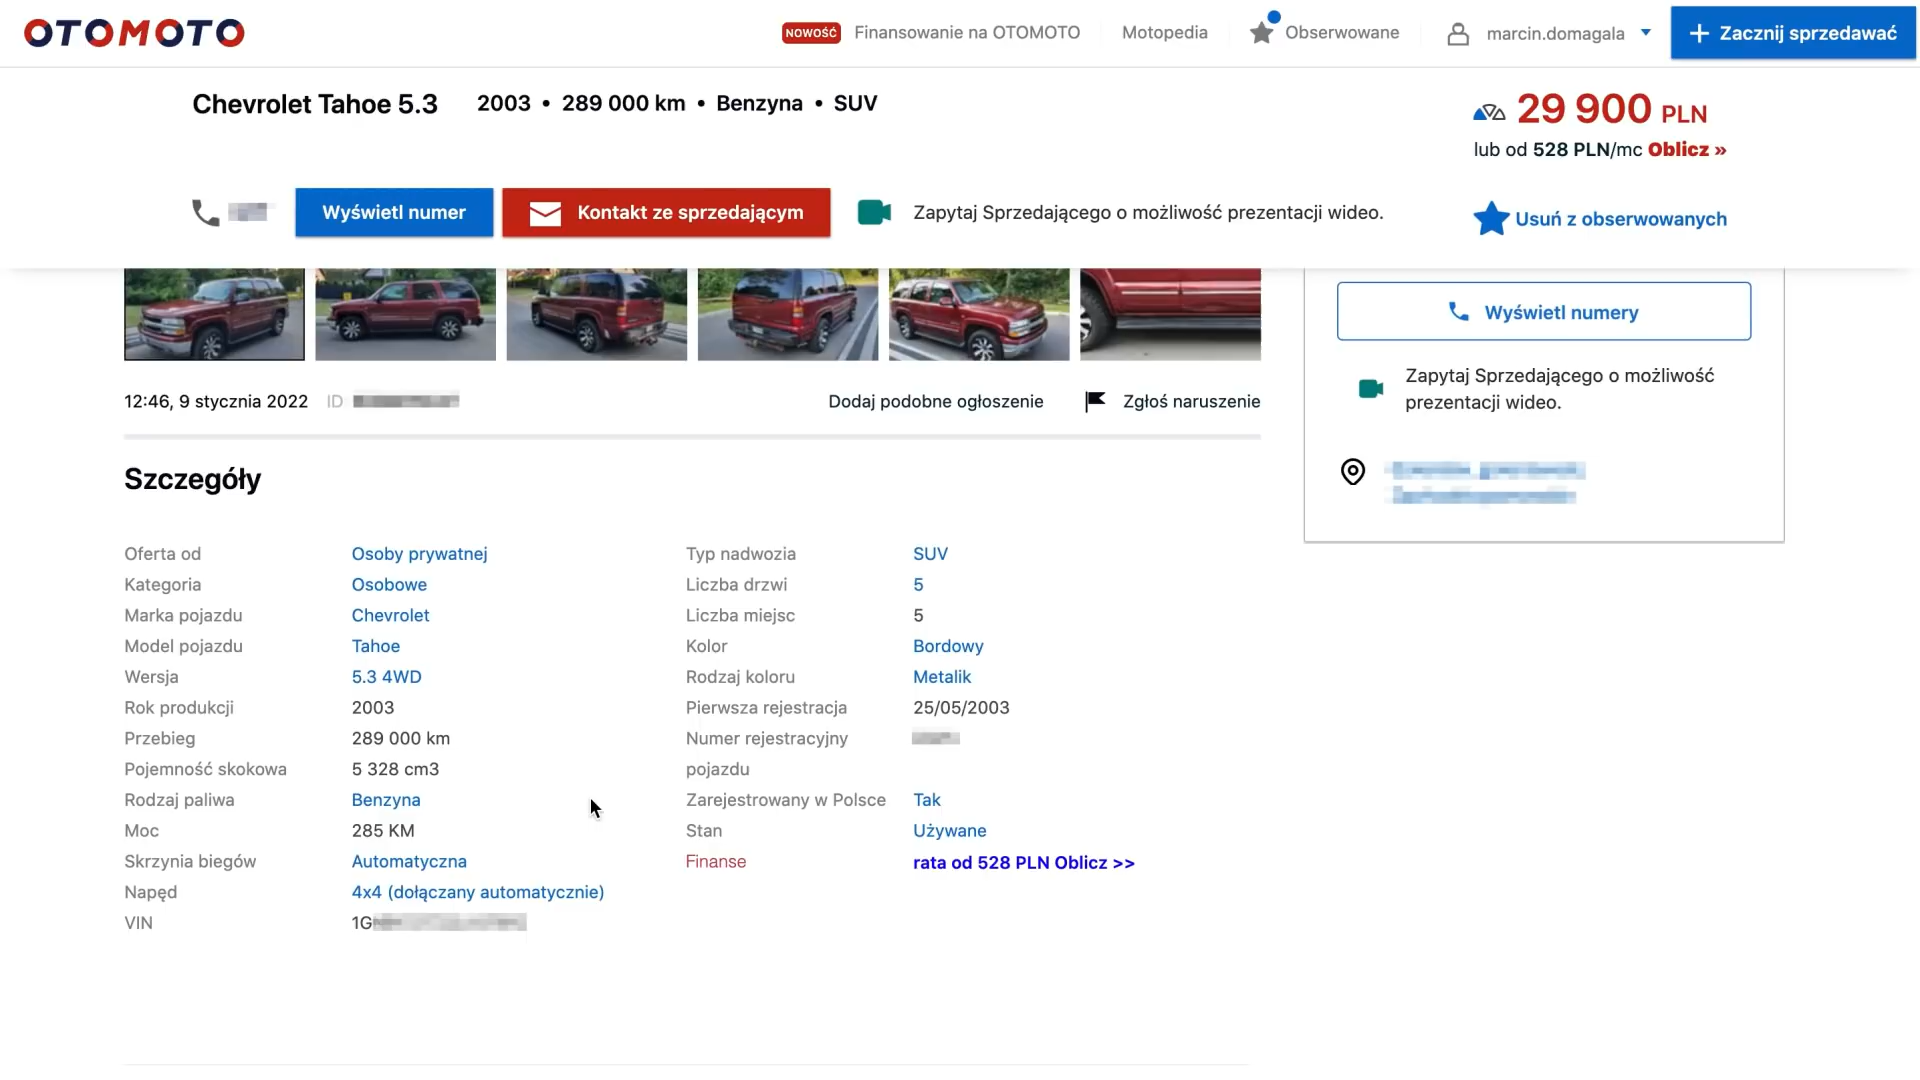 OTOMOTO
NOWOŚĆ Finansowanie na OTOMOTO Motopedia Obserwowane marcin.domagala Zacznij sprzedawać
Chevrolet Tahoe 5.3 2003 • 289 000 km • Benzyna • SUV
29 900 PLN
lub od 528 PLN/mc Oblicz »
Wyświetl numer Kontakt ze sprzedającym Zapytaj Sprzedającego o możliwość prezentacji wideo. Usuń z obserwowanych
Wyświetl numery
Zapytaj Sprzedającego o możliwość
prezentacji wideo.
12:46, 9 stycznia 2022 ID Dodaj podobne ogłoszenie Zgłoś naruszenie
Szczegóły
Oferta od Osoby prywatnej
Kategoria Osobowe
Marka pojazdu Chevrolet
Model pojazdu Tahoe
Wersja 5.3 4WD
Rok produkcji 2003
Przebieg 289 000 km
Pojemność skokowa 5 328 cm3
Rodzaj paliwa Benzyna
Moc 285 KM
Skrzynia biegów Automatyczna
Napęd 4x4 (dołączany automatycznie)
VIN 1G
Typ nadwozia SUV
Liczba drzwi 5
Liczba miejsc 5
Kolor Bordowy
Rodzaj koloru Metalik
Pierwsza rejestracja 25/05/2003
Numer rejestracyjny
pojazdu
Zarejestrowany w Polsce Tak
Stan Używane
Finanse rata od 528 PLN Oblicz >>